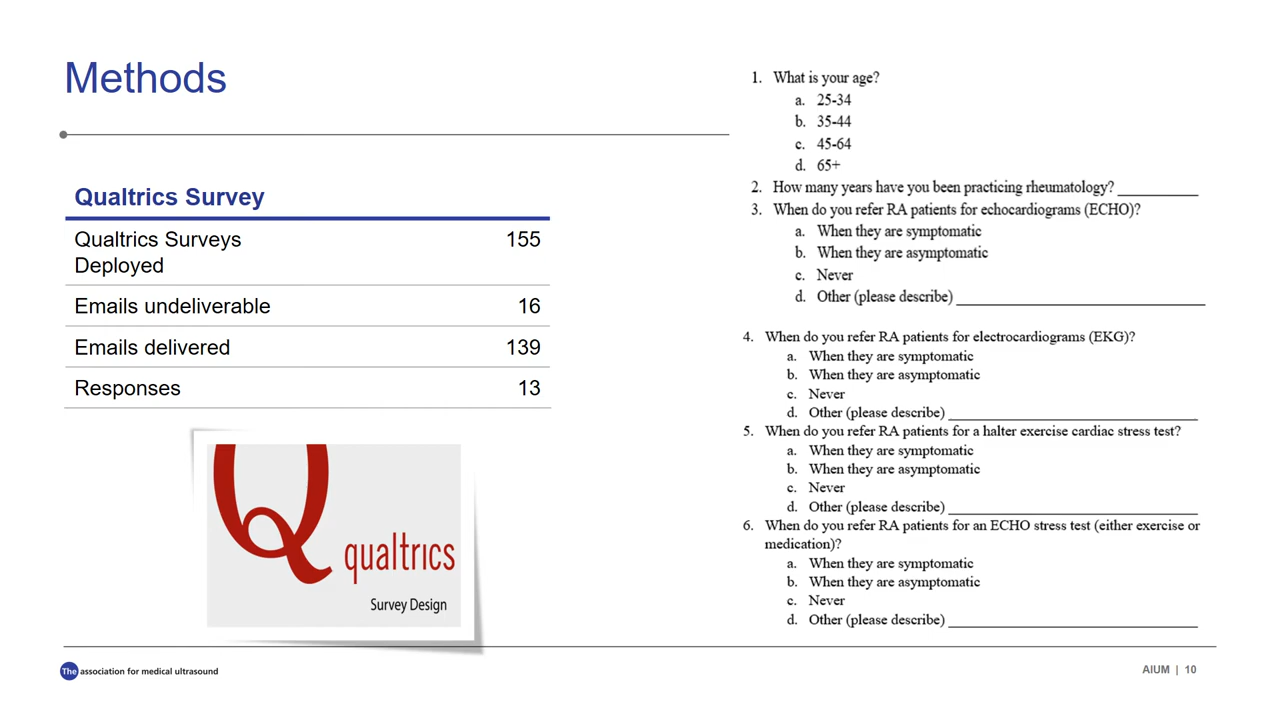 Methods
Qualtrics Survey
Qualtrics Surveys 155
Deployed
Emails undeliverable 16
Emails delivered 139
Responses 13
Q
qualtrics
Survey Design
1. What is your age?
a. 25-34
b. 35-44
c. 45-64
d. 65+
2. How many years have you been practicing rheumatology? __________
3. When do you refer RA patients for echocardiograms (ECHO)?
a. When they are symptomatic
b. When they are asymptomatic
c. Never
d. Other (please describe) __________
4. When do you refer RA patients for electrocardiograms (EKG)?
a. When they are symptomatic
b. When they are asymptomatic
c. Never
d. Other (please describe) __________
5. When do you refer RA patients for a halter exercise cardiac stress test?
a. When they are symptomatic
b. When they are asymptomatic
c. Never
d. Other (please describe) __________
6. When do you refer RA patients for an ECHO stress test (either exercise or
medication)?
a. When they are symptomatic
b. When they are asymptomatic
c. Never
d. Other (please describe) __________
The association for medical ultrasound
AIUM | 10